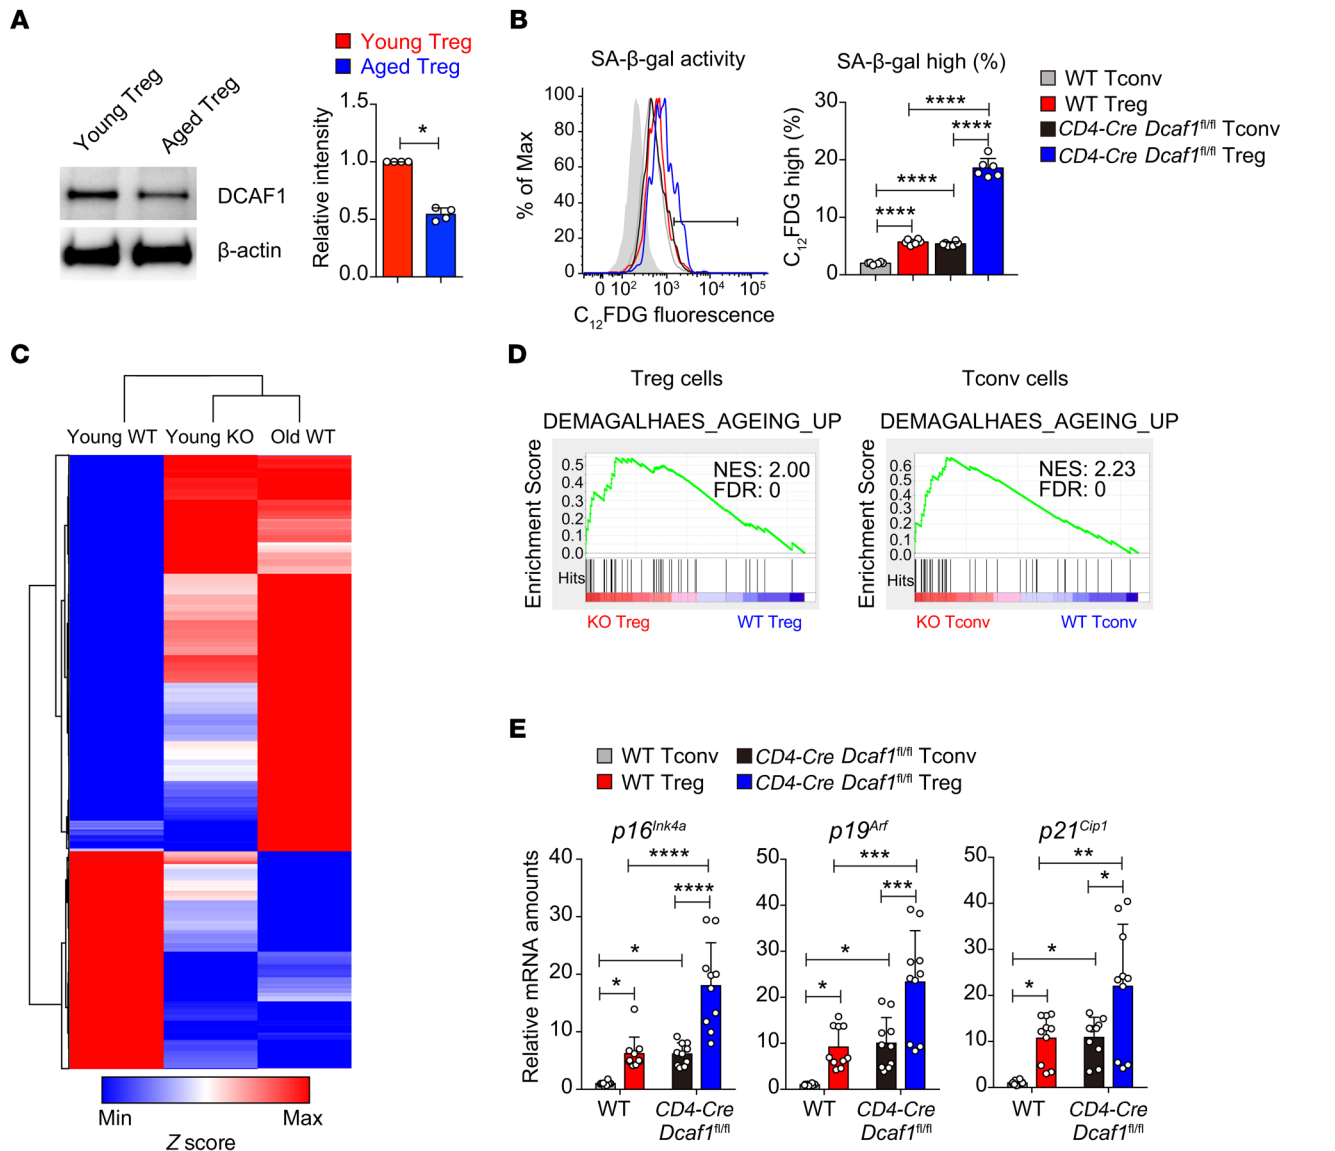 A
Young Treg
Aged Treg
DCAF1
β-actin
Young Treg
Aged Treg
Relative intensity
1.5
1.0
0.5
0.0
*
B
SA-β-gal activity
% of Max
100
80
60
40
20
0
0 10² 10³ 10⁴ 10⁵
C₁₂FDG fluorescence
SA-β-gal high (%)
C₁₂FDG high (%)
30
20
10
0
****
****
****
****
WT Tconv
WT Treg
CD4-Cre Dcaf1fl/fl Tconv
CD4-Cre Dcaf1fl/fl Treg
C
Young WT Young KO Old WT
Min Max
Z score
D
Treg cells
DEMAGALHAES_AGEING_UP
Enrichment Score
0.5
0.4
0.3
0.2
0.1
0.0
NES: 2.00
FDR: 0
Hits
KO Treg WT Treg
Tconv cells
DEMAGALHAES_AGEING_UP
Enrichment Score
0.6
0.5
0.4
0.3
0.2
0.1
0.0
NES: 2.23
FDR: 0
Hits
KO Tconv WT Tconv
E
WT Tconv
WT Treg
CD4-Cre Dcaf1fl/fl Tconv
CD4-Cre Dcaf1fl/fl Treg
Relative mRNA amounts
p16Ink4a
40
30
20
10
0
****
****
*
*
WT
CD4-Cre
Dcaf1fl/fl
p19Arf
50
40
30
20
10
0
***
***
*
*
WT
CD4-Cre
Dcaf1fl/fl
p21Cip1
50
40
30
20
10
0
**
*
*
*
WT
CD4-Cre
Dcaf1fl/fl